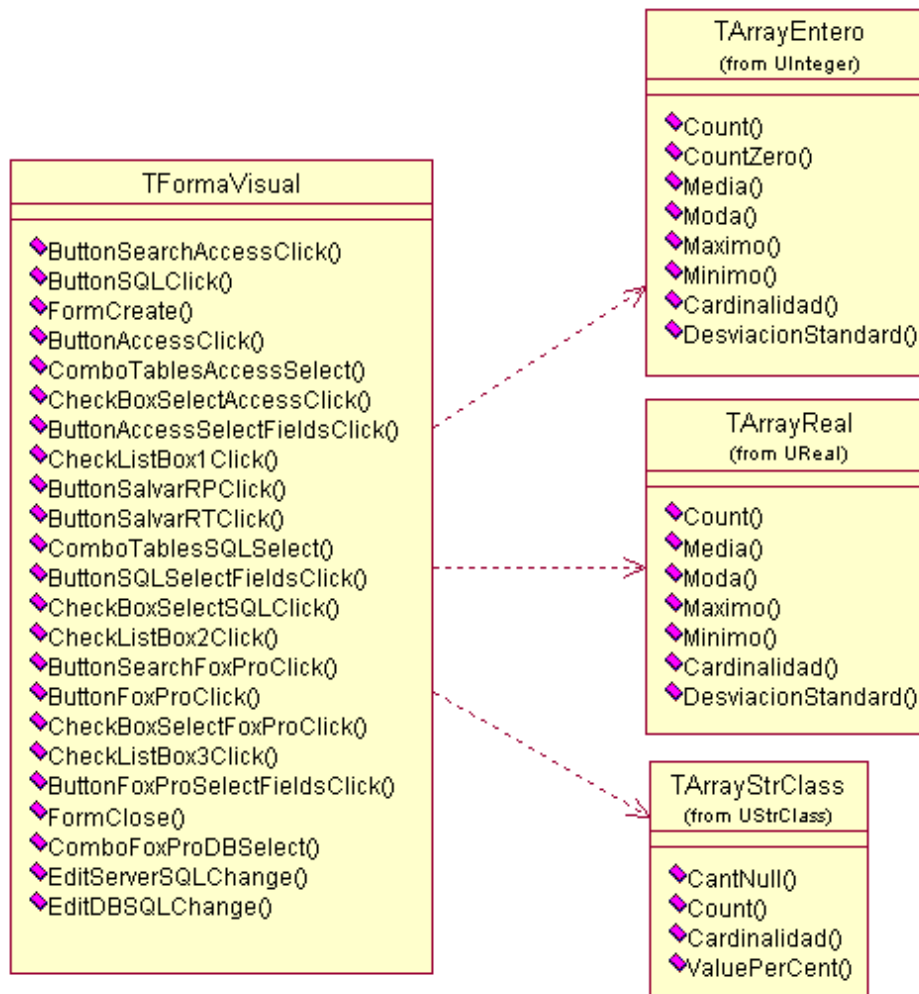 TFormaVisual
ButtonSearchAccessClick()
ButtonSQLClick()
FormCreate()
ButtonAccessClick()
ComboTablesAccessSelect()
CheckBoxSelectAccessClick()
ButtonAccessSelectFieldsClick()
CheckListBox1Click()
ButtonSalvarRPClick()
ButtonSalvarRTClick()
ComboTablesSQLSelect()
ButtonSQLSelectFieldsClick()
CheckBoxSelectSQLClick()
CheckListBox2Click()
ButtonSearchFoxProClick()
ButtonFoxProClick()
CheckBoxSelectFoxProClick()
CheckListBox3Click()
ButtonFoxProSelectFieldsClick()
FormClose()
ComboFoxProDBSelect()
EditServerSQLChange()
EditDBSQLChange()
TArrayEntero
(from UInteger)
Count()
CountZero()
Media()
Moda()
Maximo()
Minimo()
Cardinalidad()
DesviacionStandard()
TArrayReal
(from UReal)
Count()
Media()
Moda()
Maximo()
Minimo()
Cardinalidad()
DesviacionStandard()
TArrayStrClass
(from UStrClass)
CantNull()
Count()
Cardinalidad()
ValuePerCent()